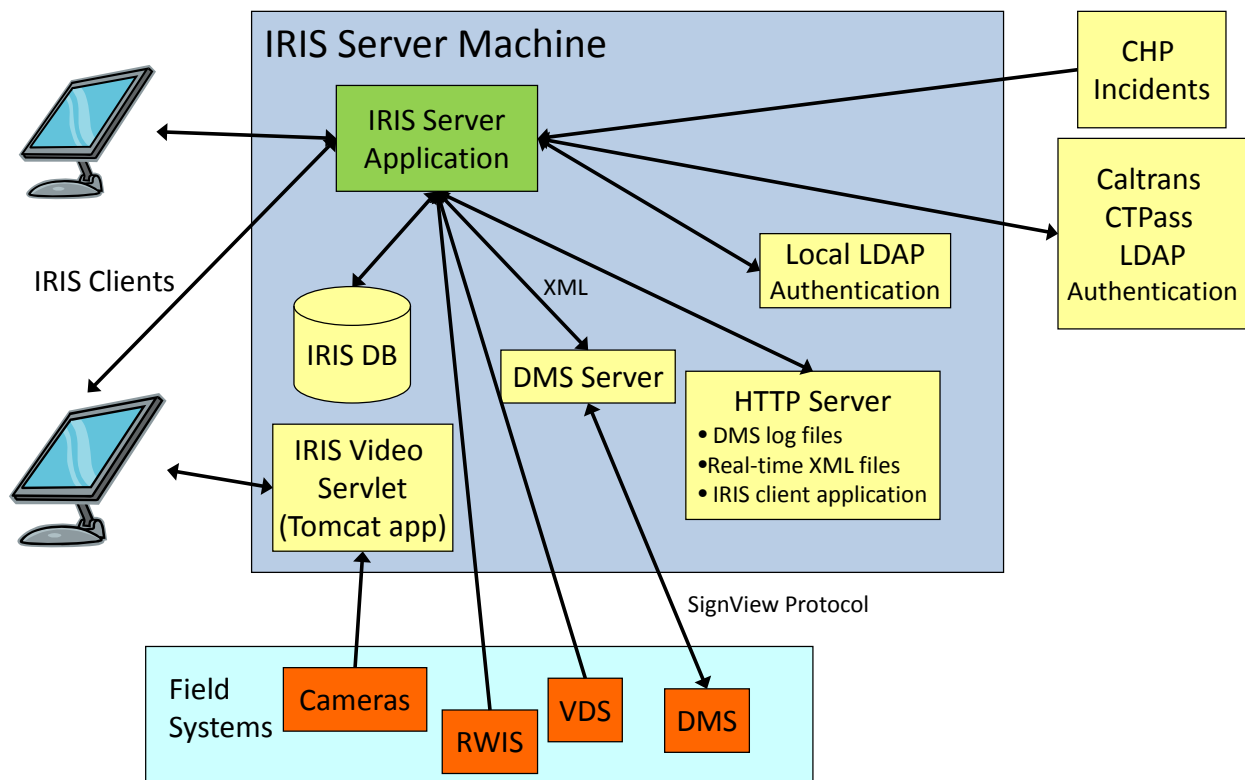 IRIS Server Machine
CHP
Incidents
IRIS Server
Application
Caltrans
CTPass
LDAP
Authentication
Local LDAP
Authentication
IRIS Clients
XML
IRIS DB
DMS Server
HTTP Server
• DMS log files
•Real-time XML files
• IRIS client application
IRIS Video
Servlet
(Tomcat app)
SignView Protocol
Field
Systems
Cameras
RWIS
VDS
DMS